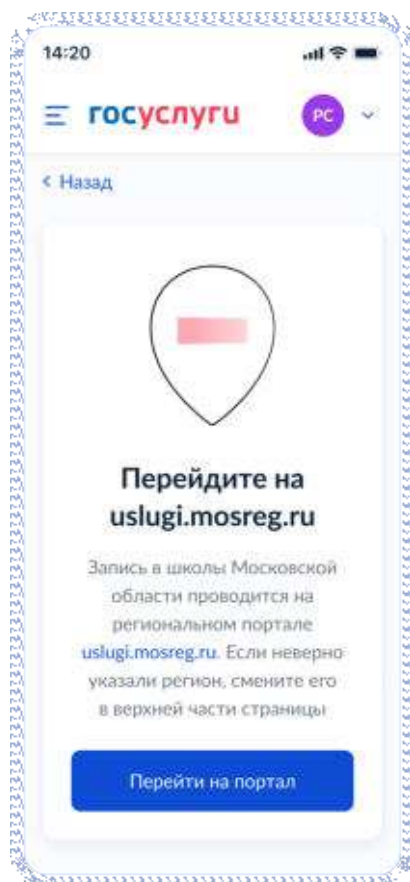 14:20
госуслуги
РС
Назад
Перейдите на
uslugi.mosreg.ru
Запись в школы Московской
области проводится на
региональном портале
uslugi.mosreg.ru. Если неверно
указали регион, смените его
в верхней части страницы
Перейти на портал